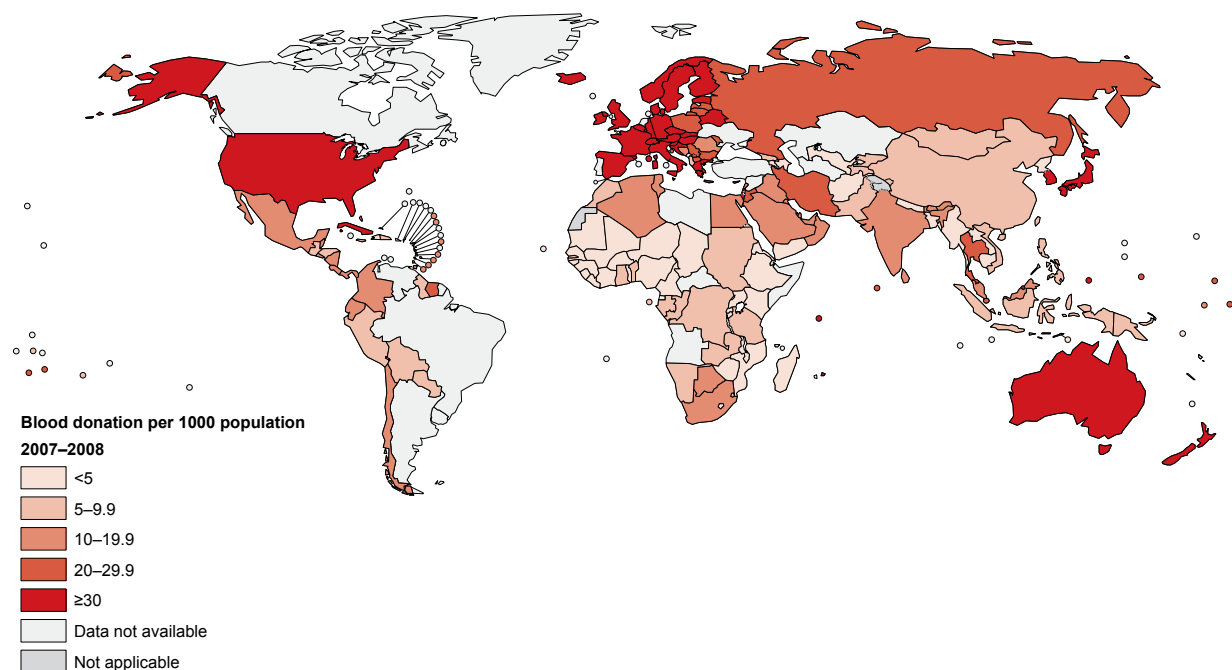 Blood donation per 1000 population
2007–2008
<5
5–9.9
10–19.9
20–29.9
≥30
Data not available
Not applicable